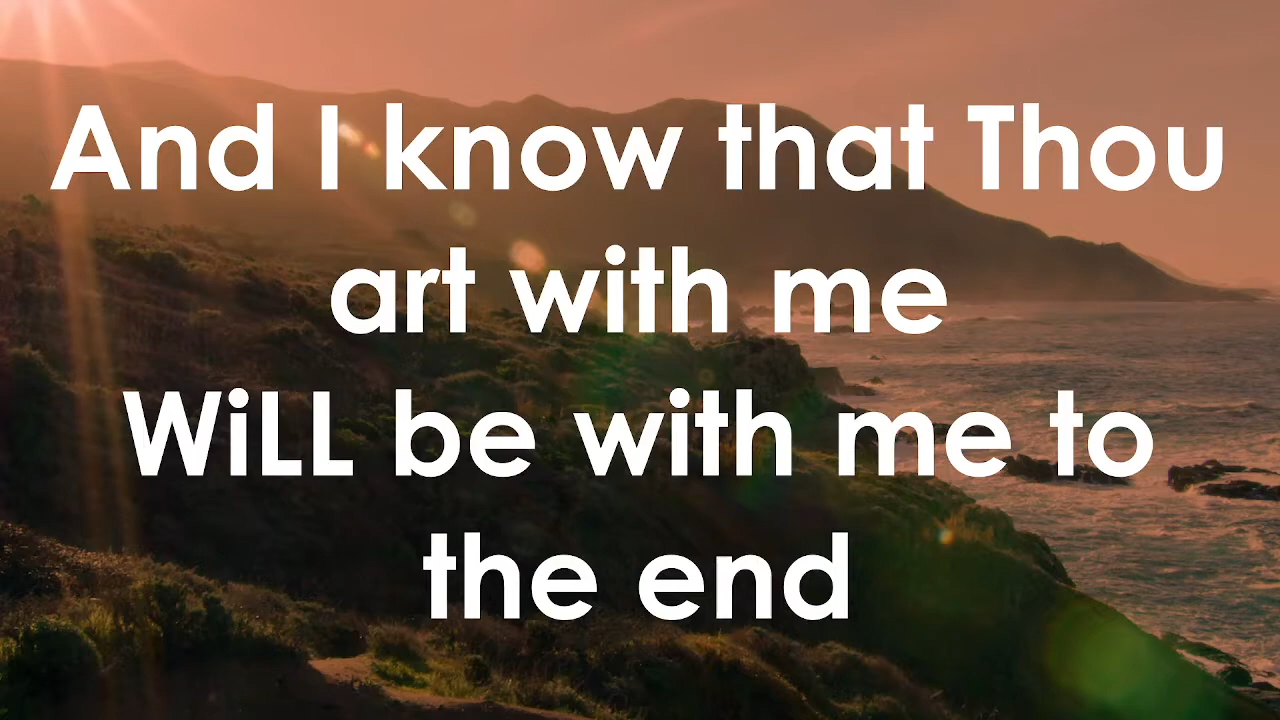 And I know that Thou
art with me
WiLL be with me to
the end